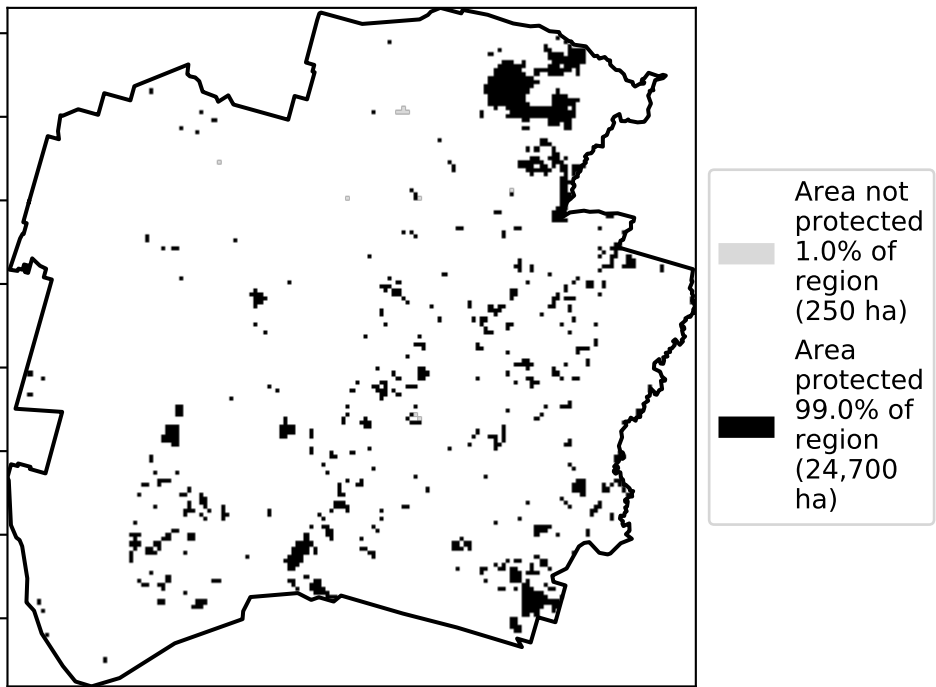 Area not
protected
1.0% of
region
(250 ha)
Area
protected
99.0% of
region
(24,700
ha)